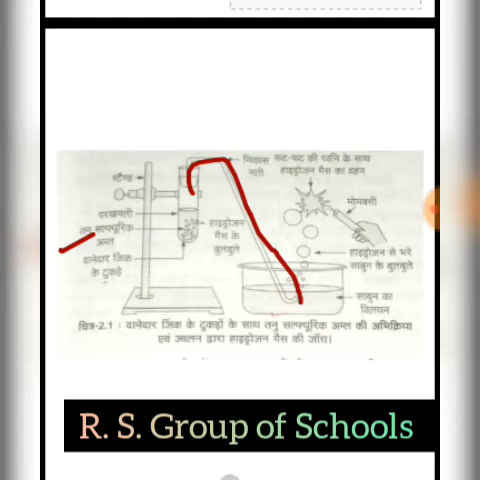 निकास फट-फट की ध्वनि के साथ
नली हाइड्रोजन गैस का दहन
स्टैण्ड
मोमबत्ती
परखनली
तनु सल्फ्यूरिक
अम्ल
हाइड्रोजन
गैस के
बुलबुले
दानेदार जिंक
के टुकड़े
हाइड्रोजन से भरे
साबुन के बुलबुले
साबुन का
विलयन
चित्र-2.1 : दानेदार जिंक के टुकड़ों के साथ तनु सल्फ्यूरिक अम्ल की अभिक्रिया
एवं ज्वलन द्वारा हाइड्रोजन गैस की जाँच।
R. S. Group of Schools